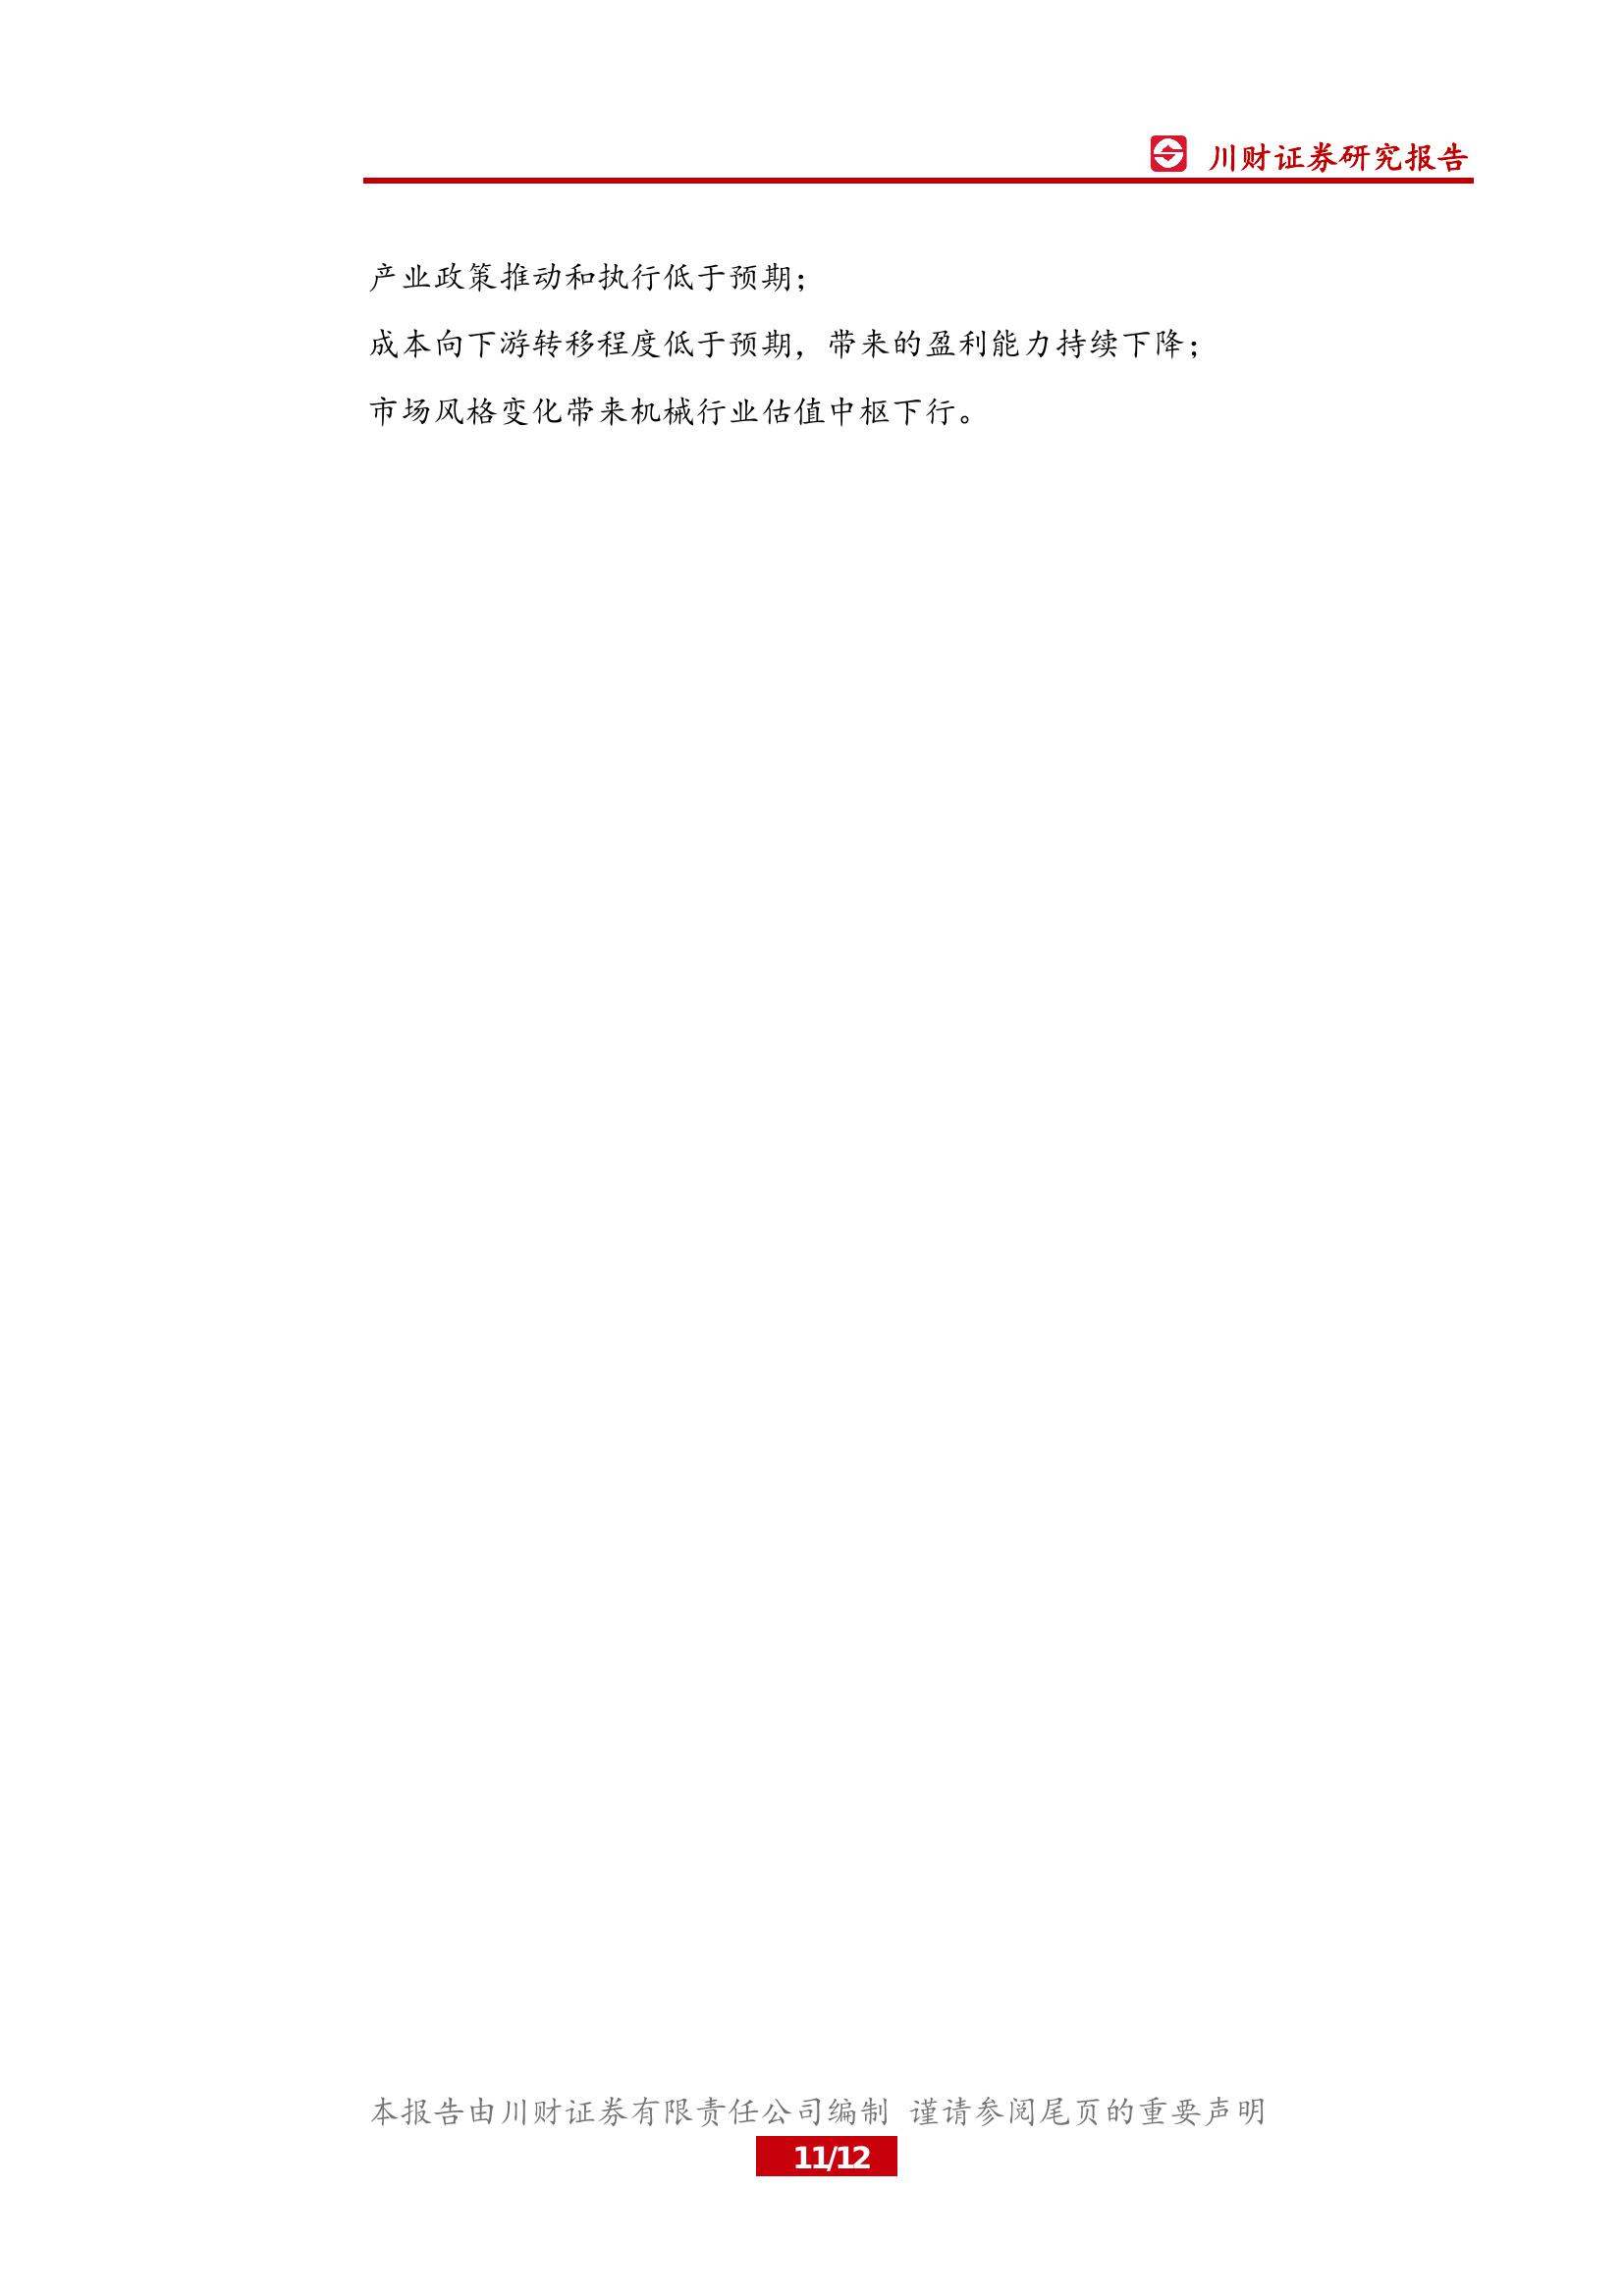 川财证券研究报告
产业政策推动和执行低于预期；
成本向下游转移程度低于预期，带来的盈利能力持续下降；
市场风格变化带来机械行业估值中枢下行。
本报告由川财证券有限责任公司编制 谨请参阅尾页的重要声明
11/12